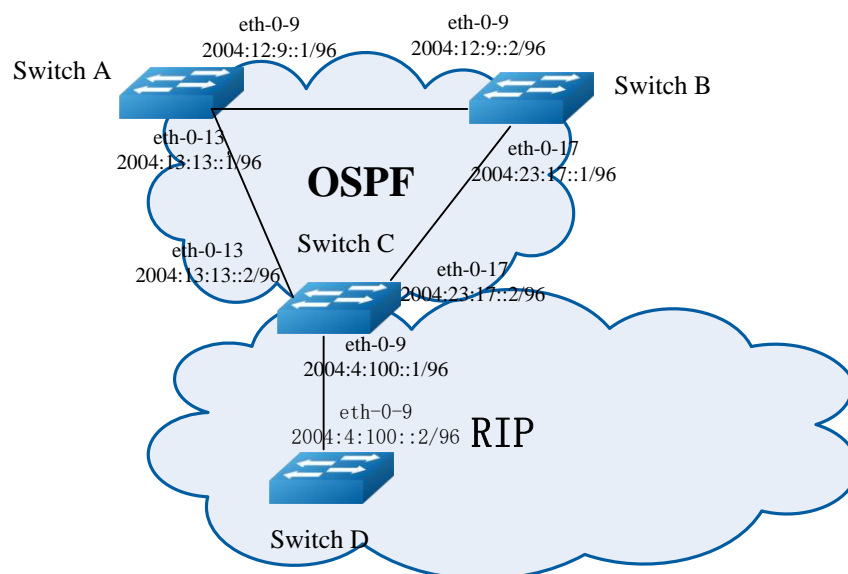 eth-0-9
2004:12:9::1/96
eth-0-9
2004:12:9::2/96
Switch A
Switch B
eth-0-13
2004:13:13::1/96
eth-0-17
2004:23:17::1/96
OSPF
Switch C
eth-0-13
2004:13:13::2/96
eth-0-17
2004:23:17::2/96
eth-0-9
2004:4:100::1/96
eth-0-9
2004:4:100::2/96
RIP
Switch D